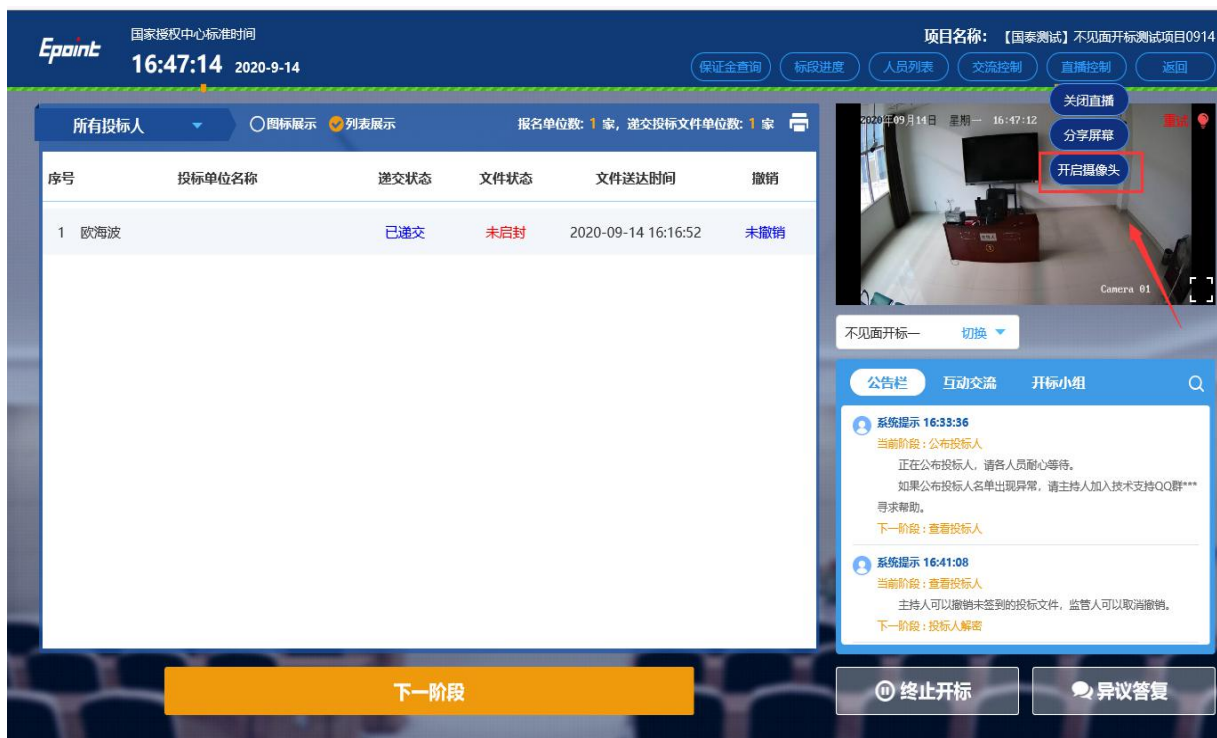 Epoint
国家授权中心标准时间
16:47:14 2020-9-14
项目名称：【国泰测试】不见面开标测试项目0914
保证金查询 标段进度 人员列表 交流控制 直播控制 返回
关闭直播
分享屏幕
开启摄像头
所有投标人 图标展示 列表展示 报名单位数: 1 家, 递交投标文件单位数: 1 家
序号 投标单位名称 递交状态 文件状态 文件送达时间 撤销
1 欧海波 已递交 未启封 2020-09-14 16:16:52 未撤销
2020年09月14日 星期一 16:47:12
重试
Camera 01
不见面开标一 切换
公告栏 互动交流 开标小组
系统提示 16:33:36
当前阶段：公布投标人
正在公布投标人，请各人员耐心等待。
如果公布投标人名单出现异常，请主持人加入技术支持QQ群***
寻求帮助。
下一阶段：查看投标人
系统提示 16:41:08
当前阶段：查看投标人
主持人可以撤销未签到的投标文件，监管人可以取消撤销。
下一阶段：投标人解密
下一阶段
终止开标
异议答复